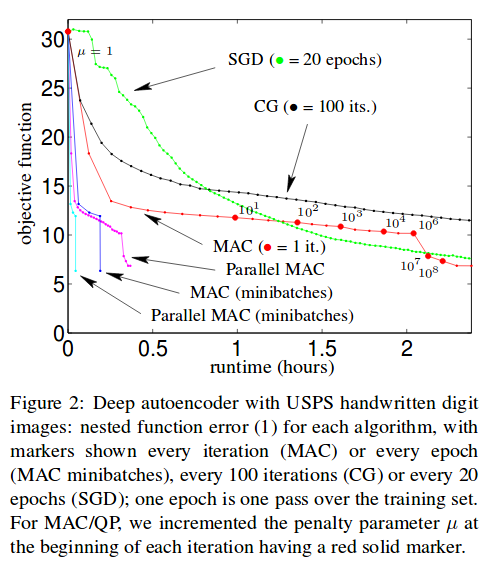 30
25
20
15
10
5
0
objective function
μ = 1
SGD (● = 20 epochs)
CG (● = 100 its.)
10¹
10²
10³
10⁴
10⁶
10⁷
10⁸
MAC (● = 1 it.)
Parallel MAC
MAC (minibatches)
Parallel MAC (minibatches)
0
0.5
1
1.5
2
runtime (hours)
Figure 2: Deep autoencoder with USPS handwritten digit
images: nested function error (1) for each algorithm, with
markers shown every iteration (MAC) or every epoch
(MAC minibatches), every 100 iterations (CG) or every 20
epochs (SGD); one epoch is one pass over the training set.
For MAC/QP, we incremented the penalty parameter μ at
the beginning of each iteration having a red solid marker.